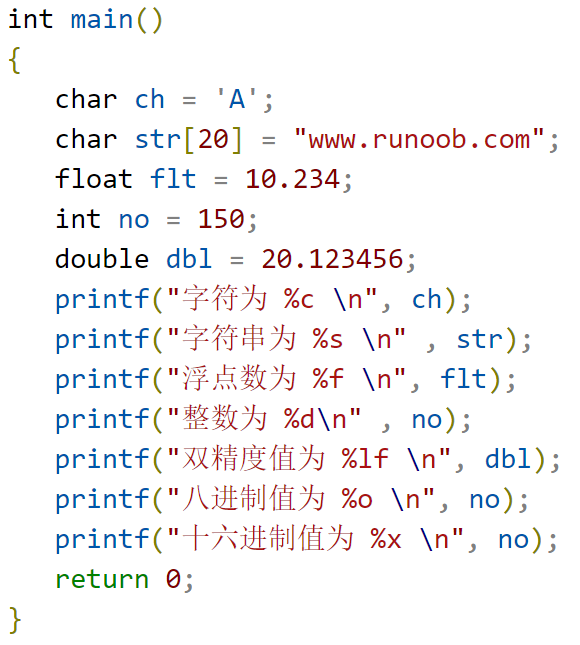 int main()
{
   char ch = 'A';
   char str[20] = "www.runoob.com";
   float flt = 10.234;
   int no = 150;
   double dbl = 20.123456;
   printf("字符为 %c \n", ch);
   printf("字符串为 %s \n" , str);
   printf("浮点数为 %f \n", flt);
   printf("整数为 %d\n" , no);
   printf("双精度值为 %lf \n", dbl);
   printf("八进制值为 %o \n", no);
   printf("十六进制值为 %x \n", no);
   return 0;
}